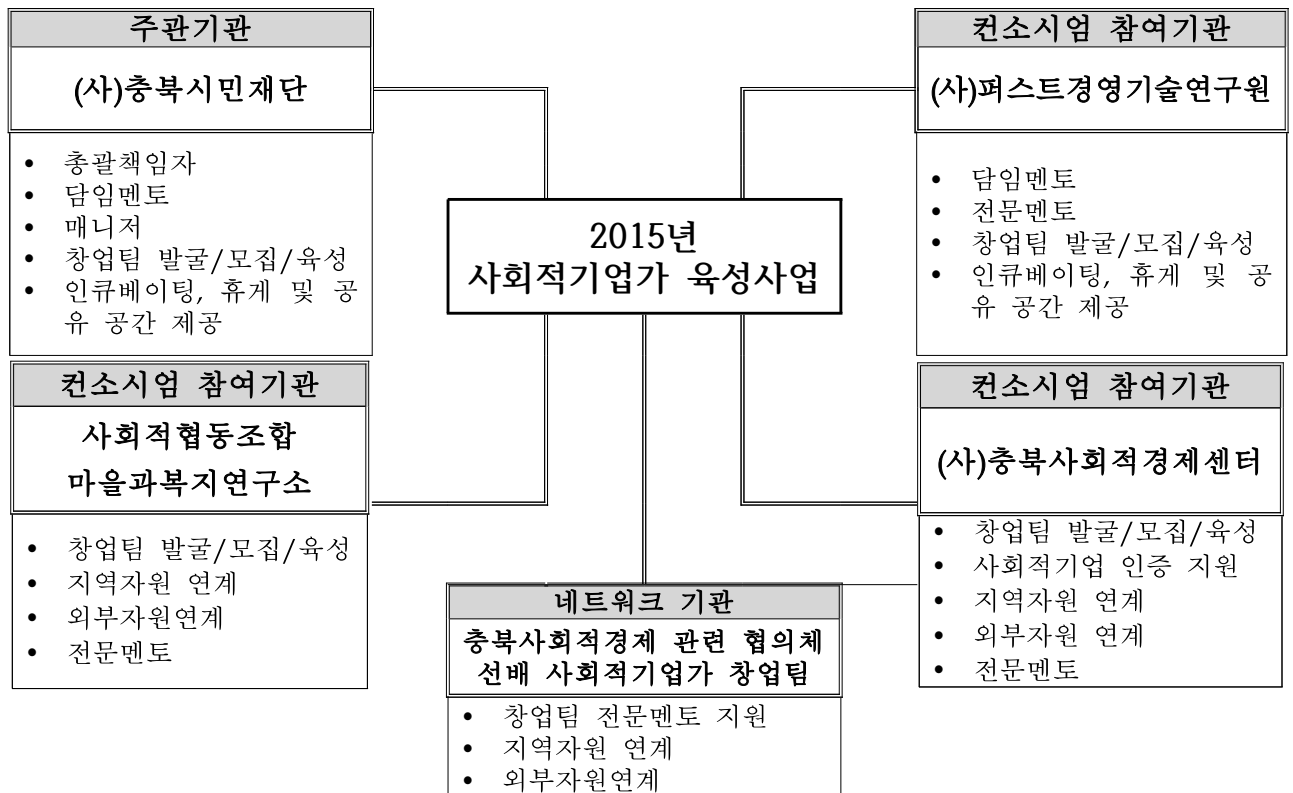 주관기관
(사)충북시민재단
• 총괄책임자
• 담임멘토
• 매니저
• 창업팀 발굴/모집/육성
• 인큐베이팅, 휴게 및 공
유 공간 제공
컨소시엄 참여기관
(사)퍼스트경영기술연구원
• 담임멘토
• 전문멘토
• 창업팀 발굴/모집/육성
• 인큐베이팅, 휴게 및 공
유 공간 제공
2015년
사회적기업가 육성사업
컨소시엄 참여기관
사회적협동조합
마을과복지연구소
• 창업팀 발굴/모집/육성
• 지역자원 연계
• 외부자원연계
• 전문멘토
컨소시엄 참여기관
(사)충북사회적경제센터
• 창업팀 발굴/모집/육성
• 사회적기업 인증 지원
• 지역자원 연계
• 외부자원 연계
• 전문멘토
네트워크 기관
충북사회적경제 관련 협의체
선배 사회적기업가 창업팀
• 창업팀 전문멘토 지원
• 지역자원 연계
• 외부자원연계